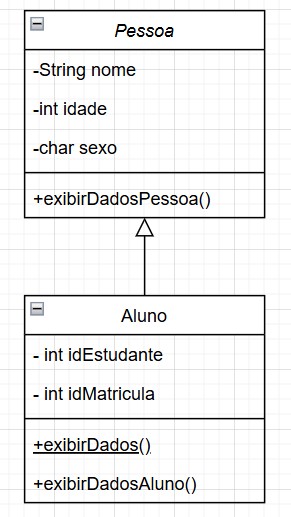 Pessoa
-String nome
-int idade
-char sexo
+exibirDadosPessoa()
Aluno
- int idEstudante
- int idMatricula
+exibirDados()
+exibirDadosAluno()